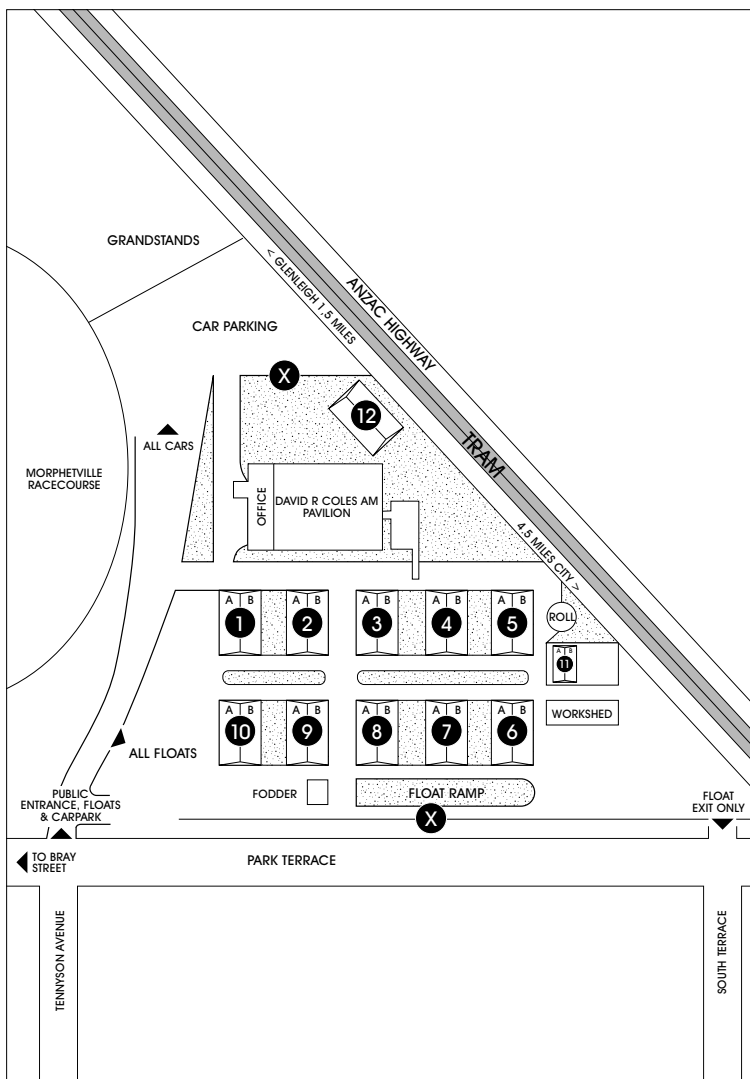 GRANDSTANDS
< GLENLEIGH 1.5 MILES
ANZAC HIGHWAY
CAR PARKING
X
12
ALL CARS
TRAM
MORPHETVILLE
RACECOURSE
OFFICE
DAVID R COLES AM
PAVILION
4.5 MILES CITY >
A B
1
A B
2
A B
3
A B
4
A B
5
ROLL
A B
11
A B
10
A B
9
A B
8
A B
7
A B
6
WORKSHED
ALL FLOATS
FODDER
FLOAT RAMP
PUBLIC
ENTRANCE, FLOATS
& CARPARK
X
FLOAT
EXIT ONLY
TO BRAY
STREET
PARK TERRACE
TENNYSON AVENUE
SOUTH TERRACE